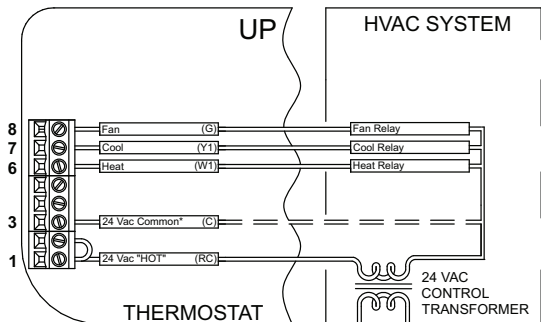 UP
HVAC SYSTEM
8 Fan (G) Fan Relay
7 Cool (Y1) Cool Relay
6 Heat (W1) Heat Relay
3 24 Vac Common* (C)
1 24 Vac "HOT" (RC)
24 VAC
CONTROL
TRANSFORMER
THERMOSTAT